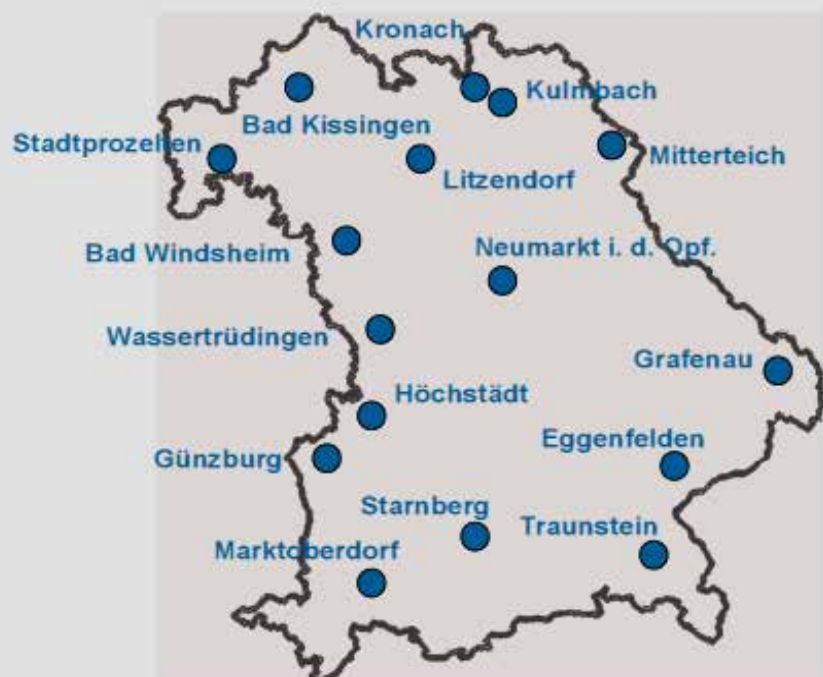 Kronach
Kulmbach
Bad Kissingen
Stadtprozelten
Mitterteich
Litzendorf
Bad Windsheim
Neumarkt i. d. Opf.
Wassertrüdingen
Grafenau
Höchstädt
Eggenfelden
Günzburg
Starnberg
Traunstein
Marktoberdorf